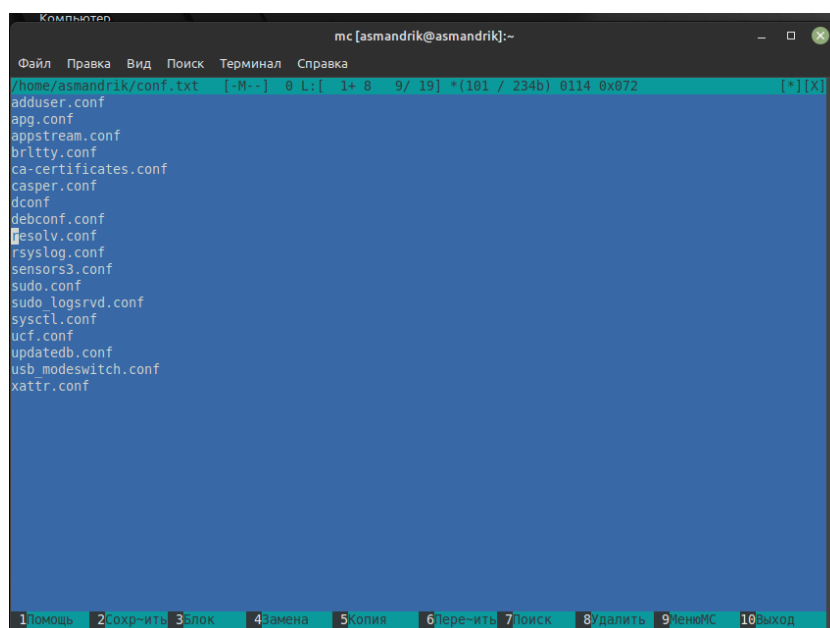 Компьютер
mc [asmandrik@asmandrik]:~
Файл Правка Вид Поиск Терминал Справка
/home/asmandrik/conf.txt [-M--] 0 L:[ 1+ 8 9/ 19] *(101 / 234b) 0114 0x072 [*][X]
adduser.conf
apg.conf
appstream.conf
brltty.conf
ca-certificates.conf
casper.conf
dconf
debconf.conf
resolv.conf
rsyslog.conf
sensors3.conf
sudo.conf
sudo_logsrvd.conf
sysctl.conf
ucf.conf
updatedb.conf
usb_modeswitch.conf
xattr.conf
1Помощь 2Сохр~ить 3Блок 4Замена 5Копия 6Пере~ить 7Поиск 8Удалить 9МенюМС 10Выход